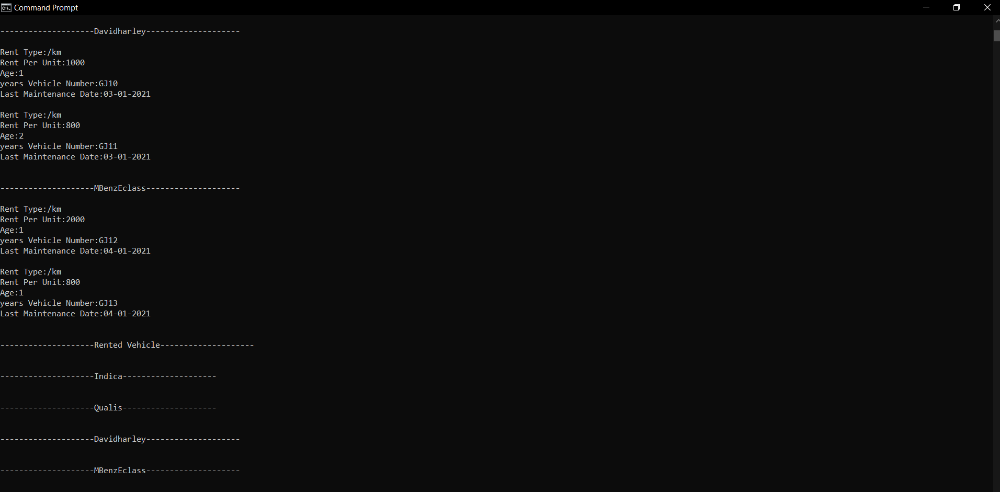 Command Prompt
--------------------Davidharley--------------------
Rent Type:/km
Rent Per Unit:1000
Age:1
years Vehicle Number:GJ10
Last Maintenance Date:03-01-2021
Rent Type:/km
Rent Per Unit:800
Age:2
years Vehicle Number:GJ11
Last Maintenance Date:03-01-2021
--------------------MBenzEclass--------------------
Rent Type:/km
Rent Per Unit:2000
Age:1
years Vehicle Number:GJ12
Last Maintenance Date:04-01-2021
Rent Type:/km
Rent Per Unit:800
Age:1
years Vehicle Number:GJ13
Last Maintenance Date:04-01-2021
--------------------Rented Vehicle--------------------
--------------------Indica--------------------
--------------------Qualis--------------------
--------------------Davidharley--------------------
--------------------MBenzEclass--------------------